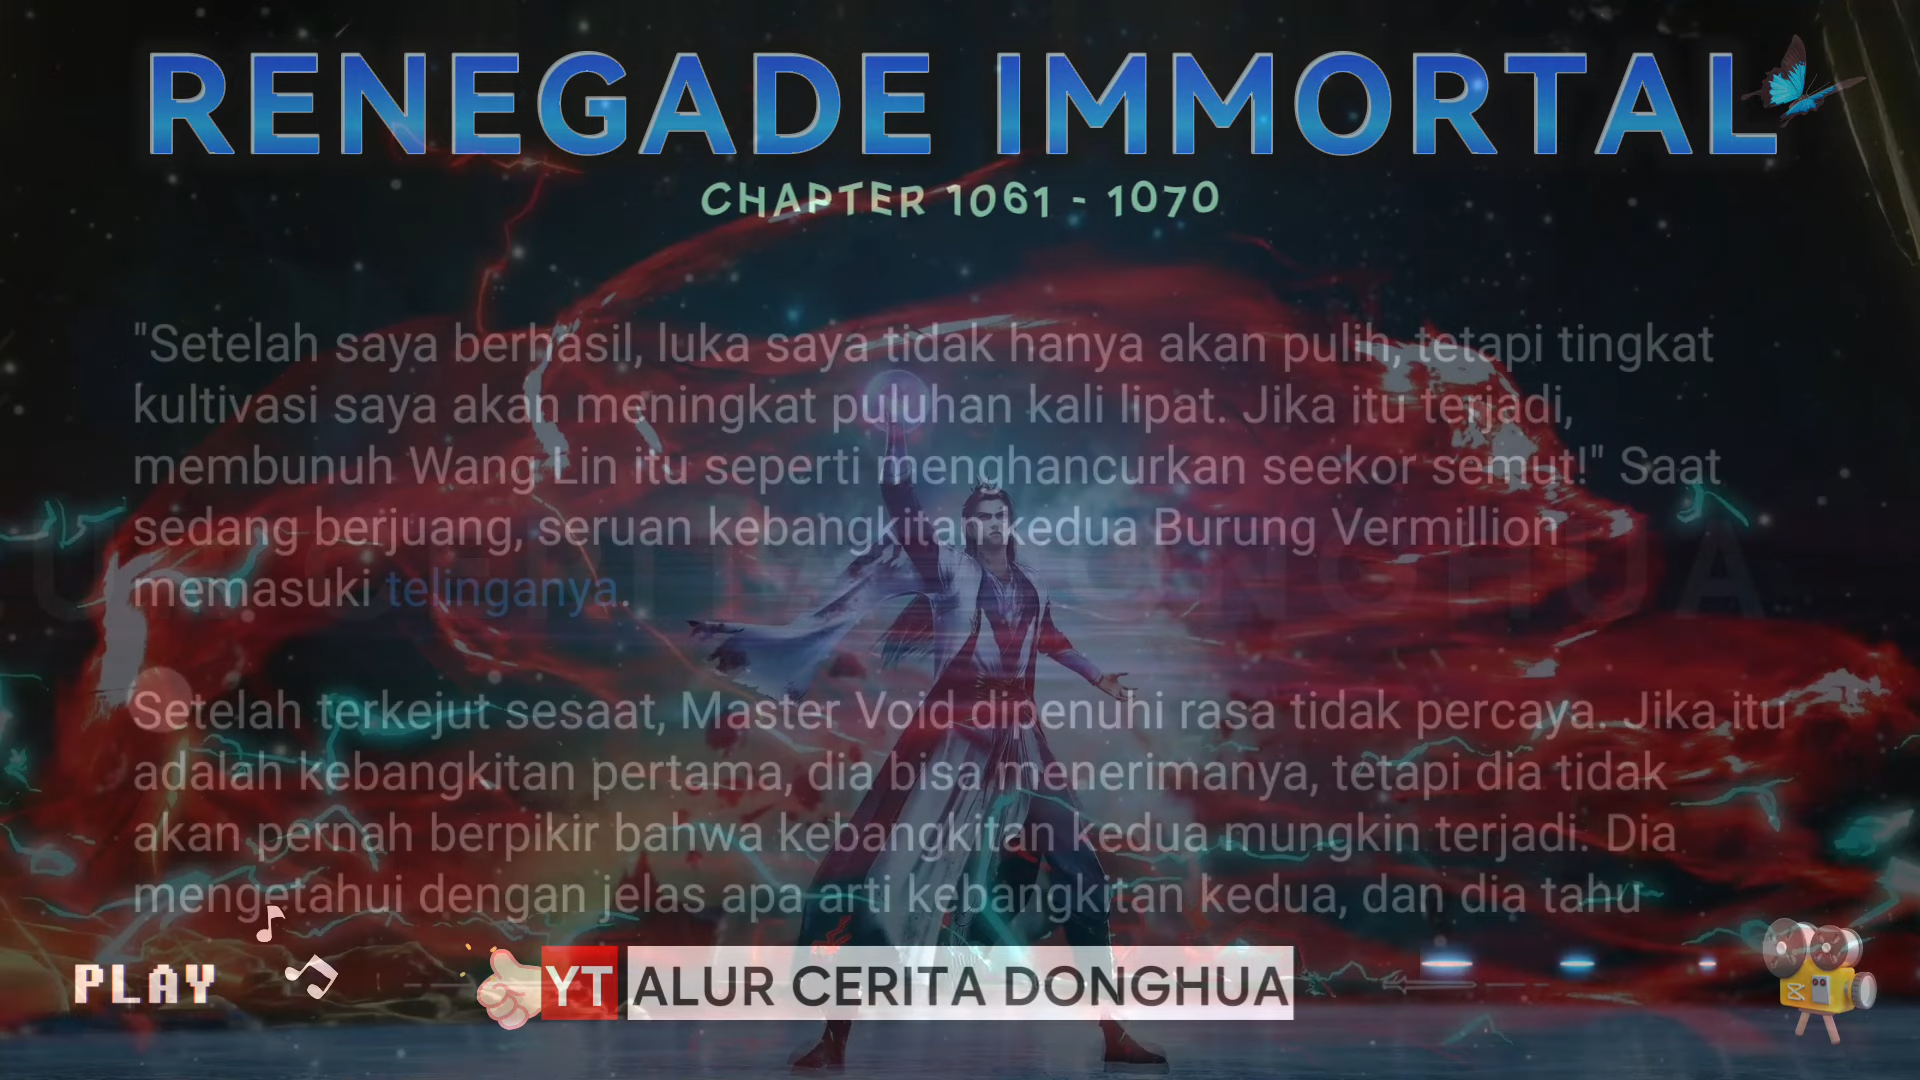 RENEGADE IMMORTAL
CHAPTER 1061 - 1070
"Setelah saya berhasil, luka saya tidak hanya akan pulih, tetapi tingkat
kultivasi saya akan meningkat puluhan kali lipat. Jika itu terjadi,
membunuh Wang Lin itu seperti menghancurkan seekor semut!" Saat
sedang berjuang, seruan kebangkitan kedua Burung Vermillion
memasuki telinganya.
Setelah terkejut sesaat, Master Void dipenuhi rasa tidak percaya. Jika itu
adalah kebangkitan pertama, dia bisa menerimanya, tetapi dia tidak
akan pernah berpikir bahwa kebangkitan kedua mungkin terjadi. Dia
mengetahui dengan jelas apa arti kebangkitan kedua, dan dia tahu
PLAY
YT ALUR CERITA DONGHUA